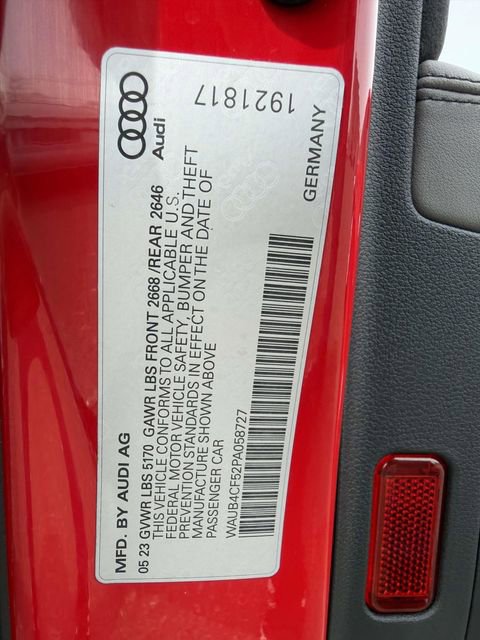 MFD. BY AUDI AG
Audi
05 23 GVWR LBS 5170 GAWR LBS FRONT 2668 /REAR 2646
THIS VEHICLE CONFORMS TO ALL APPLICABLE U.S.
FEDERAL MOTOR VEHICLE SAFETY, BUMPER AND THEFT
PREVENTION STANDARDS IN EFFECT ON THE DATE OF
MANUFACTURE SHOWN ABOVE
PASSENGER CAR
WAUB4CF52PA058727
1921817
GERMANY